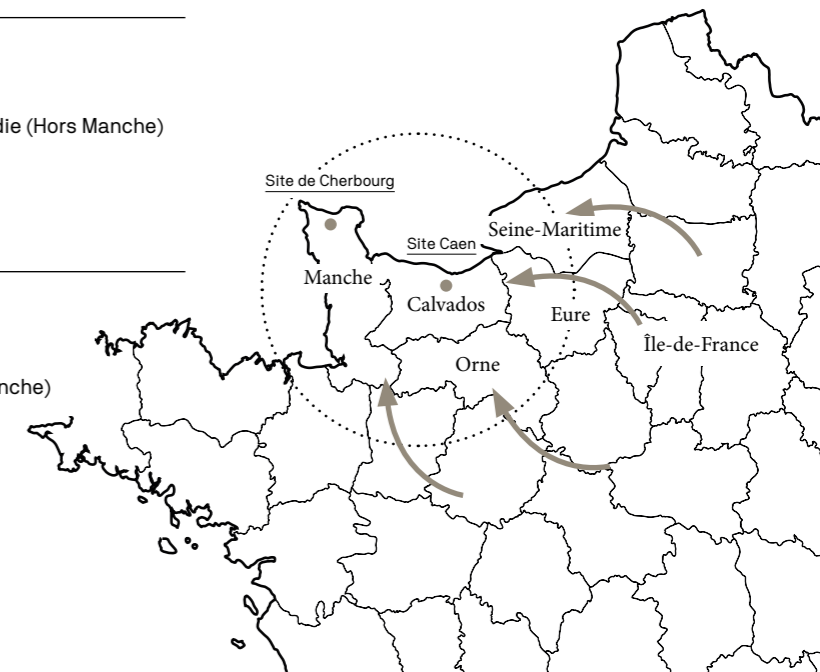 die (Hors Manche)
Site de Cherbourg
Seine-Maritime
Site Caen
Manche
Calvados
Eure
Île-de-France
Orne
nche)